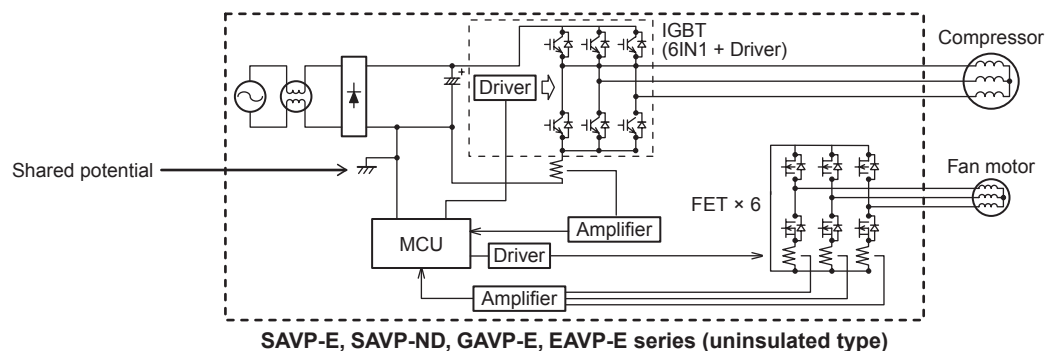 IGBT
(6IN1 + Driver)
Compressor
Driver
+
Shared potential
Fan motor
FET × 6
Amplifier
MCU
Driver
Amplifier
SAVP-E, SAVP-ND, GAVP-E, EAVP-E series (uninsulated type)